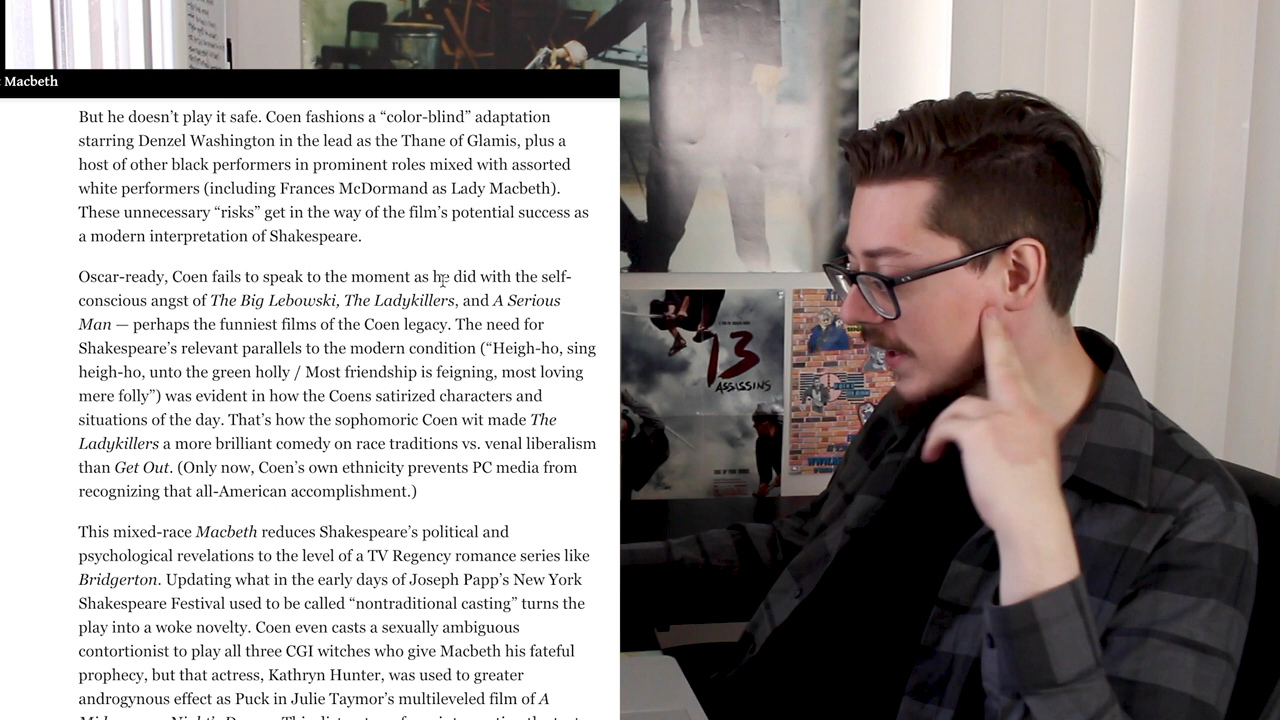 : Macbeth
But he doesn’t play it safe. Coen fashions a “color-blind” adaptation
starring Denzel Washington in the lead as the Thane of Glamis, plus a
host of other black performers in prominent roles mixed with assorted
white performers (including Frances McDormand as Lady Macbeth).
These unnecessary “risks” get in the way of the film’s potential success as
a modern interpretation of Shakespeare.
Oscar-ready, Coen fails to speak to the moment as he did with the self-
conscious angst of The Big Lebowski, The Ladykillers, and A Serious
Man — perhaps the funniest films of the Coen legacy. The need for
Shakespeare’s relevant parallels to the modern condition (“Heigh-ho, sing
heigh-ho, unto the green holly / Most friendship is feigning, most loving
mere folly”) was evident in how the Coens satirized characters and
situations of the day. That’s how the sophomoric Coen wit made The
Ladykillers a more brilliant comedy on race traditions vs. venal liberalism
than Get Out. (Only now, Coen’s own ethnicity prevents PC media from
recognizing that all-American accomplishment.)
This mixed-race Macbeth reduces Shakespeare’s political and
psychological revelations to the level of a TV Regency romance series like
Bridgerton. Updating what in the early days of Joseph Papp’s New York
Shakespeare Festival used to be called “nontraditional casting” turns the
play into a woke novelty. Coen even casts a sexually ambiguous
contortionist to play all three CGI witches who give Macbeth his fateful
prophecy, but that actress, Kathryn Hunter, was used to greater
androgynous effect as Puck in Julie Taymor’s multileveled film of A
13
ASSASSINS